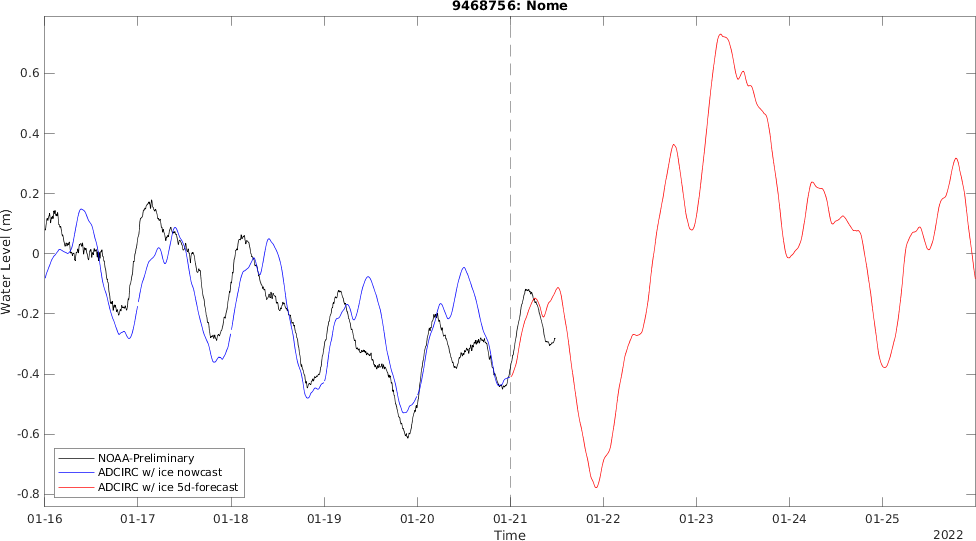 9468756: Nome
Water Level (m)
0.6
0.4
0.2
0
-0.2
-0.4
-0.6
-0.8
NOAA-Preliminary
ADCIRC w/ ice nowcast
ADCIRC w/ ice 5d-forecast
01-16 01-17 01-18 01-19 01-20 01-21 01-22 01-23 01-24 01-25
Time
2022